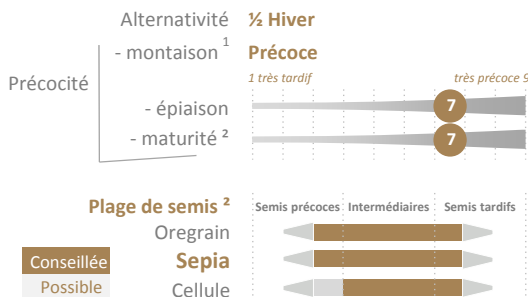 Alternativité ½ Hiver
- montaison ¹ Précoce
Précocité
1 très tardif très précoce 9
- épiaison 7
- maturité ² 7
Plage de semis ² Semis précoces Intermédiaires Semis tardifs
Oregrain
Conseillée Sepia
Possible Cellule